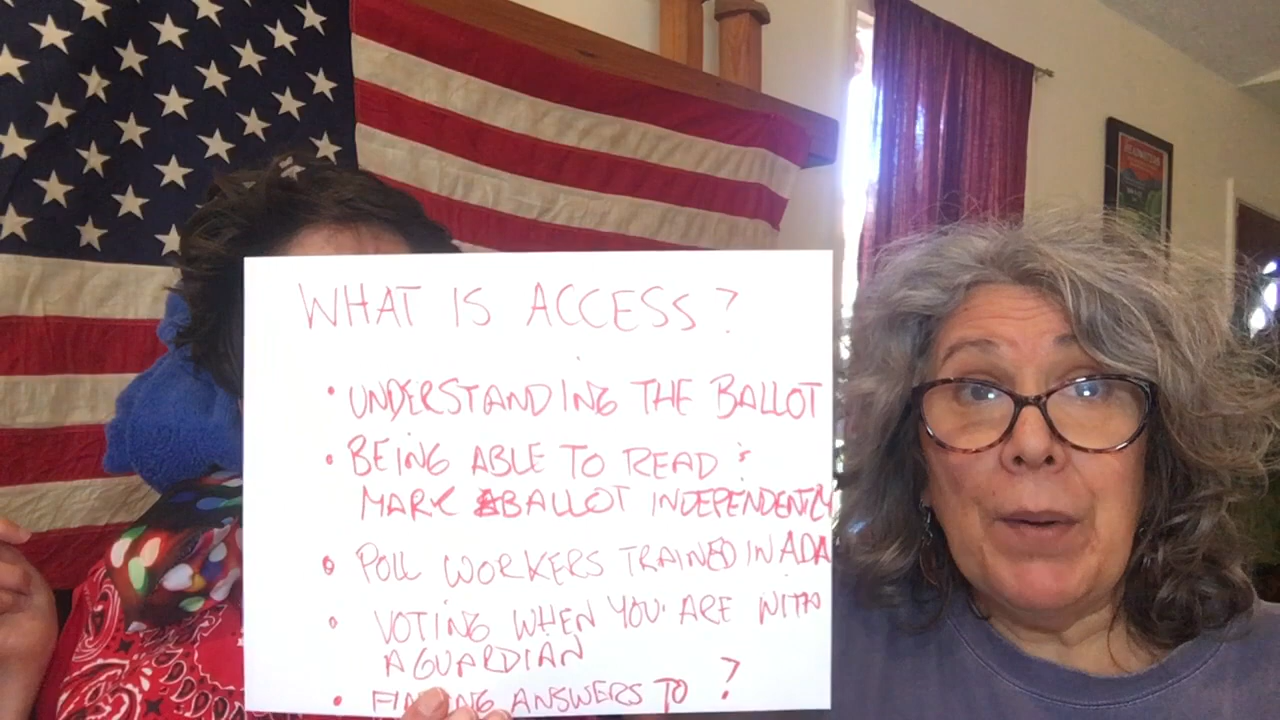 WHAT IS ACCESS?
• UNDERSTANDING THE BALLOT
• BEING ABLE TO READ &
MARK A BALLOT INDEPENDENTLY
• POLL WORKERS TRAINED IN ADA
• VOTING WHEN YOU ARE WITH
A GUARDIAN
• FINDING ANSWERS TO ?